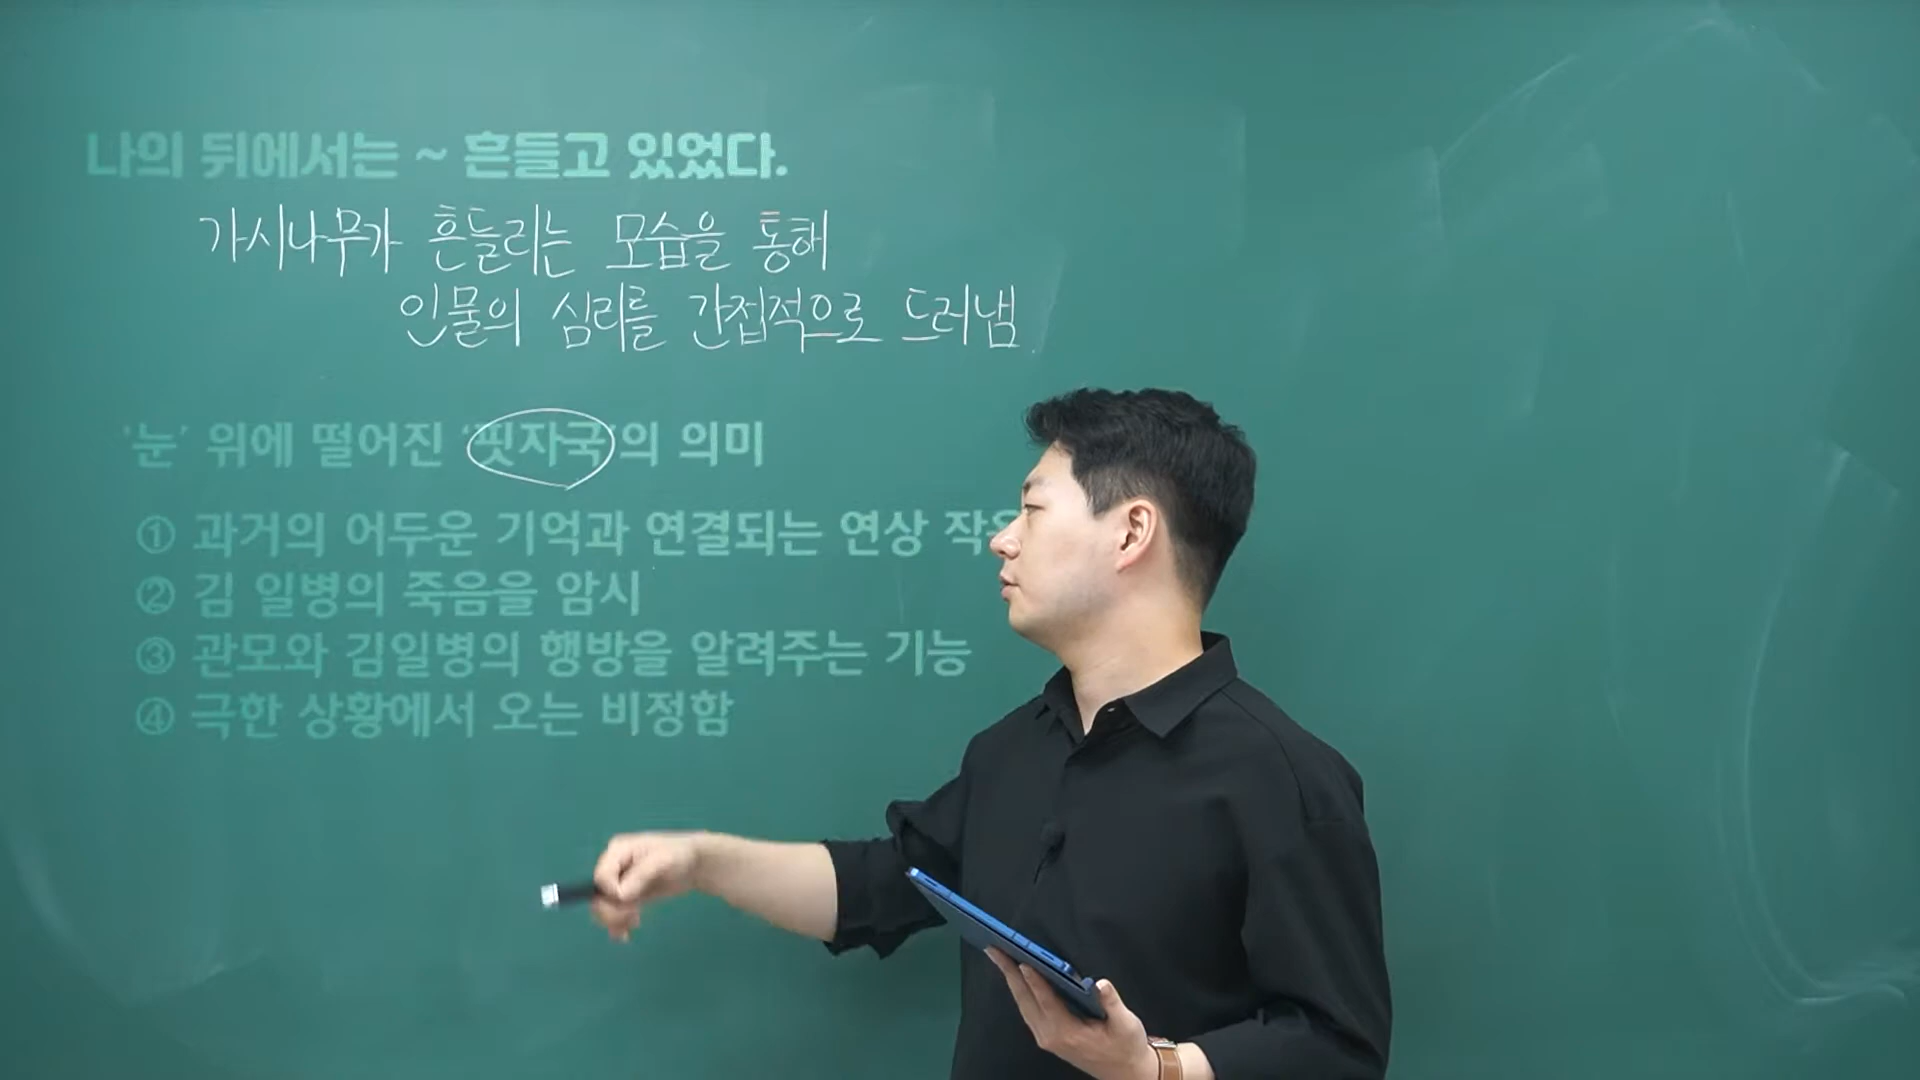 나의 뒤에서는 ~ 흔들고 있었다.
가시나무가 흔들리는 모습을 통해
인물의 심리를 간접적으로 드러냄
'눈' 위에 떨어진 '핏자국'의 의미
① 과거의 어두운 기억과 연결되는 연상
② 김 일병의 죽음을 암시
③ 관모와 김일병의 행방을 알려주는 기능
④ 극한 상황에서 오는 비정함